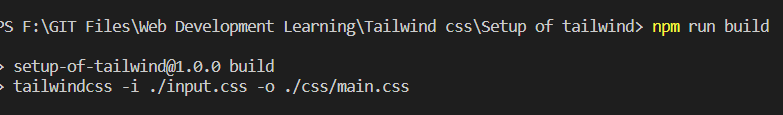 PS F:\GIT Files\Web Development Learning\Tailwind css\Setup of tailwind> npm run build
> setup-of-tailwind@1.0.0 build
> tailwindcss -i ./input.css -o ./css/main.css